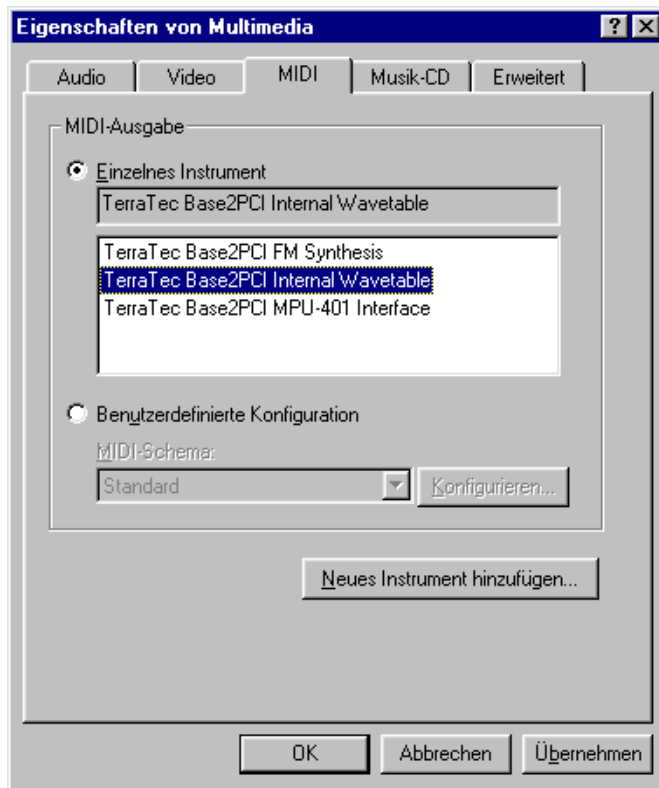 Eigenschaften von Multimedia
Audio Video MIDI Musik-CD Erweitert
MIDI-Ausgabe
Einzelnes Instrument
TerraTec Base2PCI Internal Wavetable
TerraTec Base2PCI FM Synthesis
TerraTec Base2PCI Internal Wavetable
TerraTec Base2PCI MPU-401 Interface
Benutzerdefinierte Konfiguration
MIDI-Schema:
Standard Konfigurieren...
Neues Instrument hinzufügen...
OK Abbrechen Übernehmen